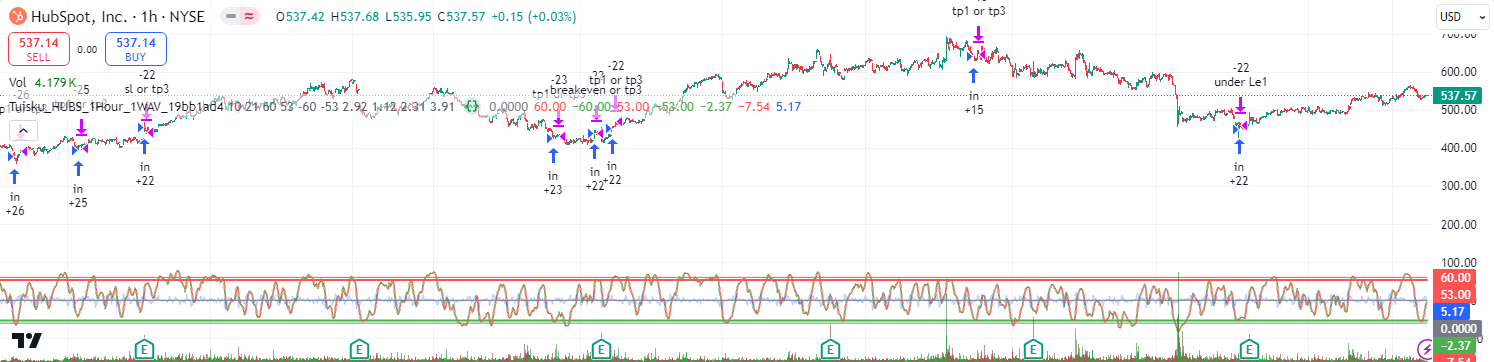 HubSpot, Inc. · 1h · NYSE
O537.42 H537.68 L535.95 C537.57 +0.15 (+0.03%)
USD
537.14
SELL
0.00
537.14
BUY
Vol 4.179 K
Tuisku_HUBS_1Hour_1WAV_19bb1ad4 10 21 60 53 -60 -53 2.92 1.12 2.31 3.91
0.0000 60.00 −60.00 53.00 −53.00 −2.37 −7.54 5.17
-26
-25
-22
sl or tp3
-23
-23
-22
tp1 or tp3
breakeven or tp3
tp1 or tp3
-22
under Le1
in
+26
in
+25
in
+22
in
+23
in
+22
in
+22
in
+15
in
+22
700.00
600.00
537.57
500.00
400.00
300.00
200.00
100.00
60.00
53.00
5.17
0.0000
−2.37
−7.54
E
E
E
E
E
E